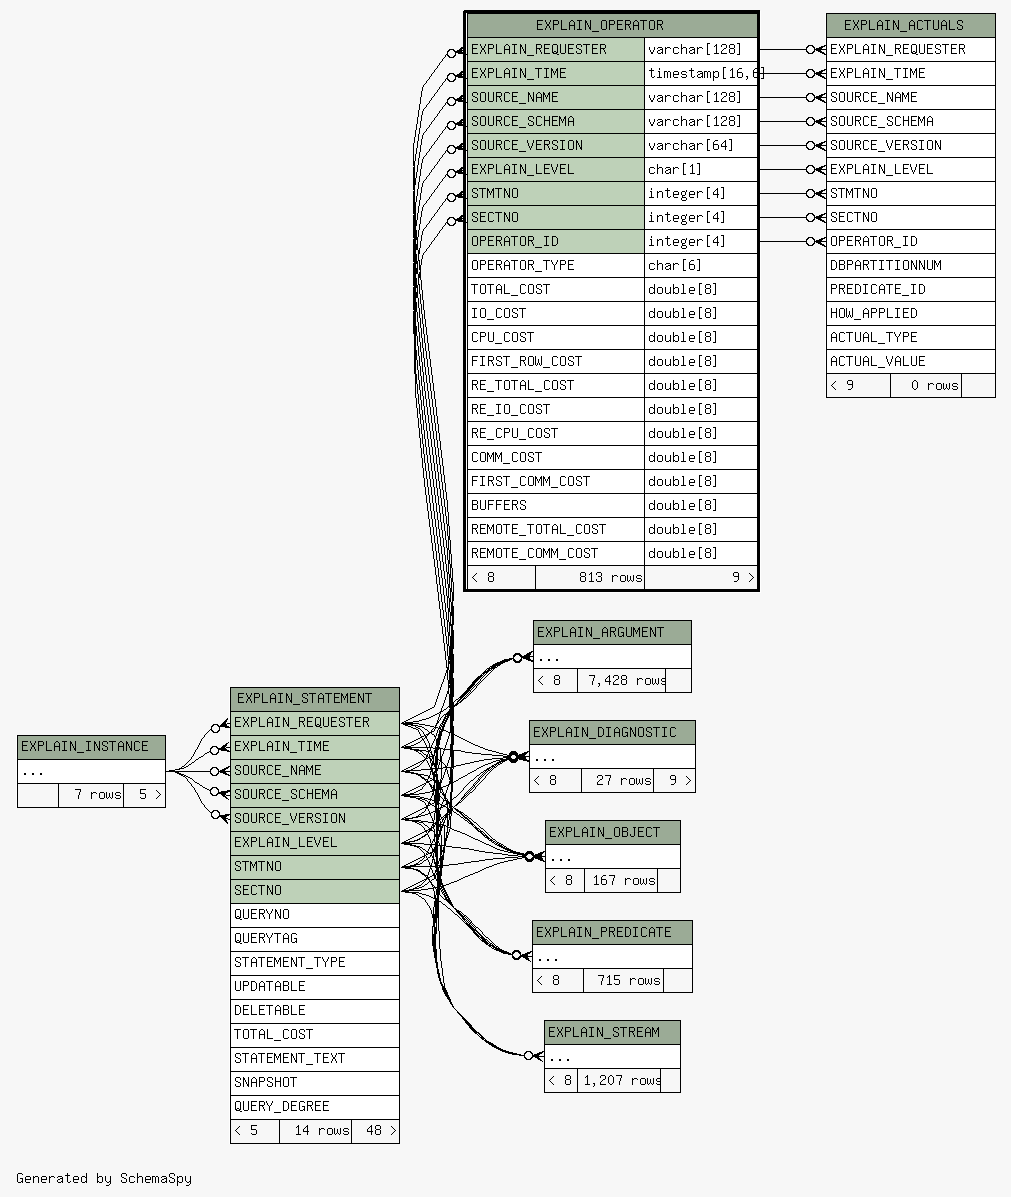 EXPLAIN_OPERATOR
EXPLAIN_REQUESTER varchar[128]
EXPLAIN_TIME timestamp[16,6]
SOURCE_NAME varchar[128]
SOURCE_SCHEMA varchar[128]
SOURCE_VERSION varchar[64]
EXPLAIN_LEVEL char[1]
STMTNO integer[4]
SECTNO integer[4]
OPERATOR_ID integer[4]
OPERATOR_TYPE char[6]
TOTAL_COST double[8]
IO_COST double[8]
CPU_COST double[8]
FIRST_ROW_COST double[8]
RE_TOTAL_COST double[8]
RE_IO_COST double[8]
RE_CPU_COST double[8]
COMM_COST double[8]
FIRST_COMM_COST double[8]
BUFFERS double[8]
REMOTE_TOTAL_COST double[8]
REMOTE_COMM_COST double[8]
< 8 813 rows 9 >
EXPLAIN_ACTUALS
EXPLAIN_REQUESTER
EXPLAIN_TIME
SOURCE_NAME
SOURCE_SCHEMA
SOURCE_VERSION
EXPLAIN_LEVEL
STMTNO
SECTNO
OPERATOR_ID
DBPARTITIONNUM
PREDICATE_ID
HOW_APPLIED
ACTUAL_TYPE
ACTUAL_VALUE
< 9 0 rows
EXPLAIN_ARGUMENT
...
< 8 7,428 rows
EXPLAIN_DIAGNOSTIC
...
< 8 27 rows 9 >
EXPLAIN_OBJECT
...
< 8 167 rows
EXPLAIN_PREDICATE
...
< 8 715 rows
EXPLAIN_STREAM
...
< 8 1,207 rows
EXPLAIN_INSTANCE
...
7 rows 5 >
EXPLAIN_STATEMENT
EXPLAIN_REQUESTER
EXPLAIN_TIME
SOURCE_NAME
SOURCE_SCHEMA
SOURCE_VERSION
EXPLAIN_LEVEL
STMTNO
SECTNO
QUERYNO
QUERYTAG
STATEMENT_TYPE
UPDATABLE
DELETABLE
TOTAL_COST
STATEMENT_TEXT
SNAPSHOT
QUERY_DEGREE
< 5 14 rows 48 >
Generated by SchemaSpy